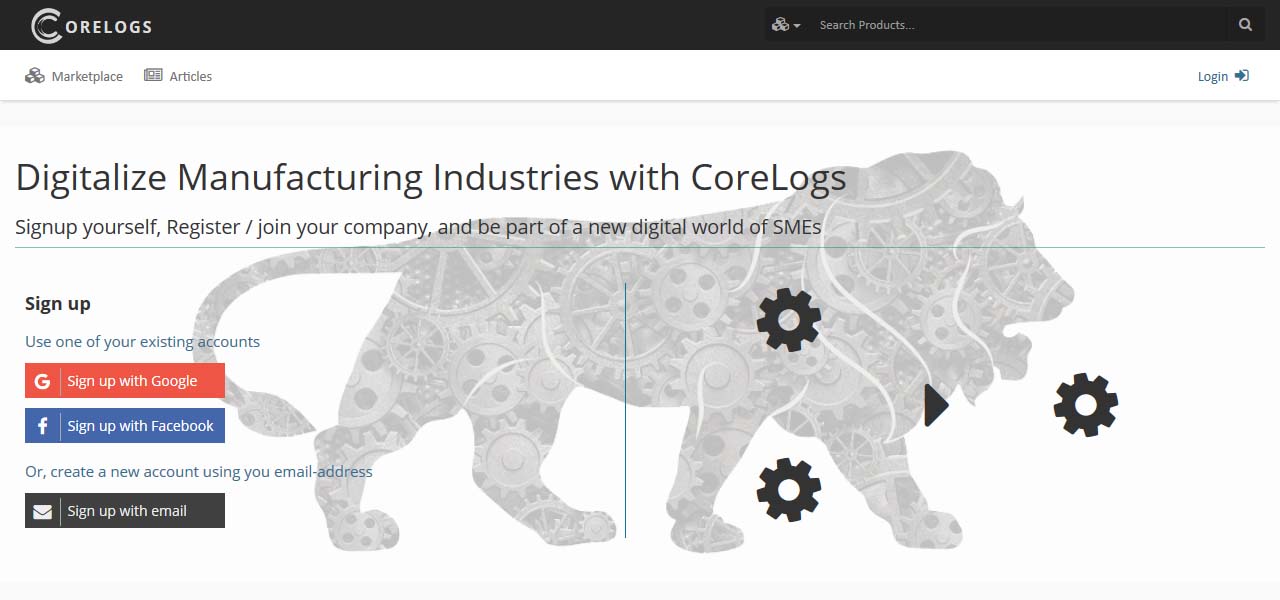 CORELOGS
Search Products...
Marketplace
Articles
Login
Digitalize Manufacturing Industries with CoreLogs
Signup yourself, Register / join your company, and be part of a new digital world of SMEs
Sign up
Use one of your existing accounts
G Sign up with Google
f Sign up with Facebook
Or, create a new account using you email-address
Sign up with email